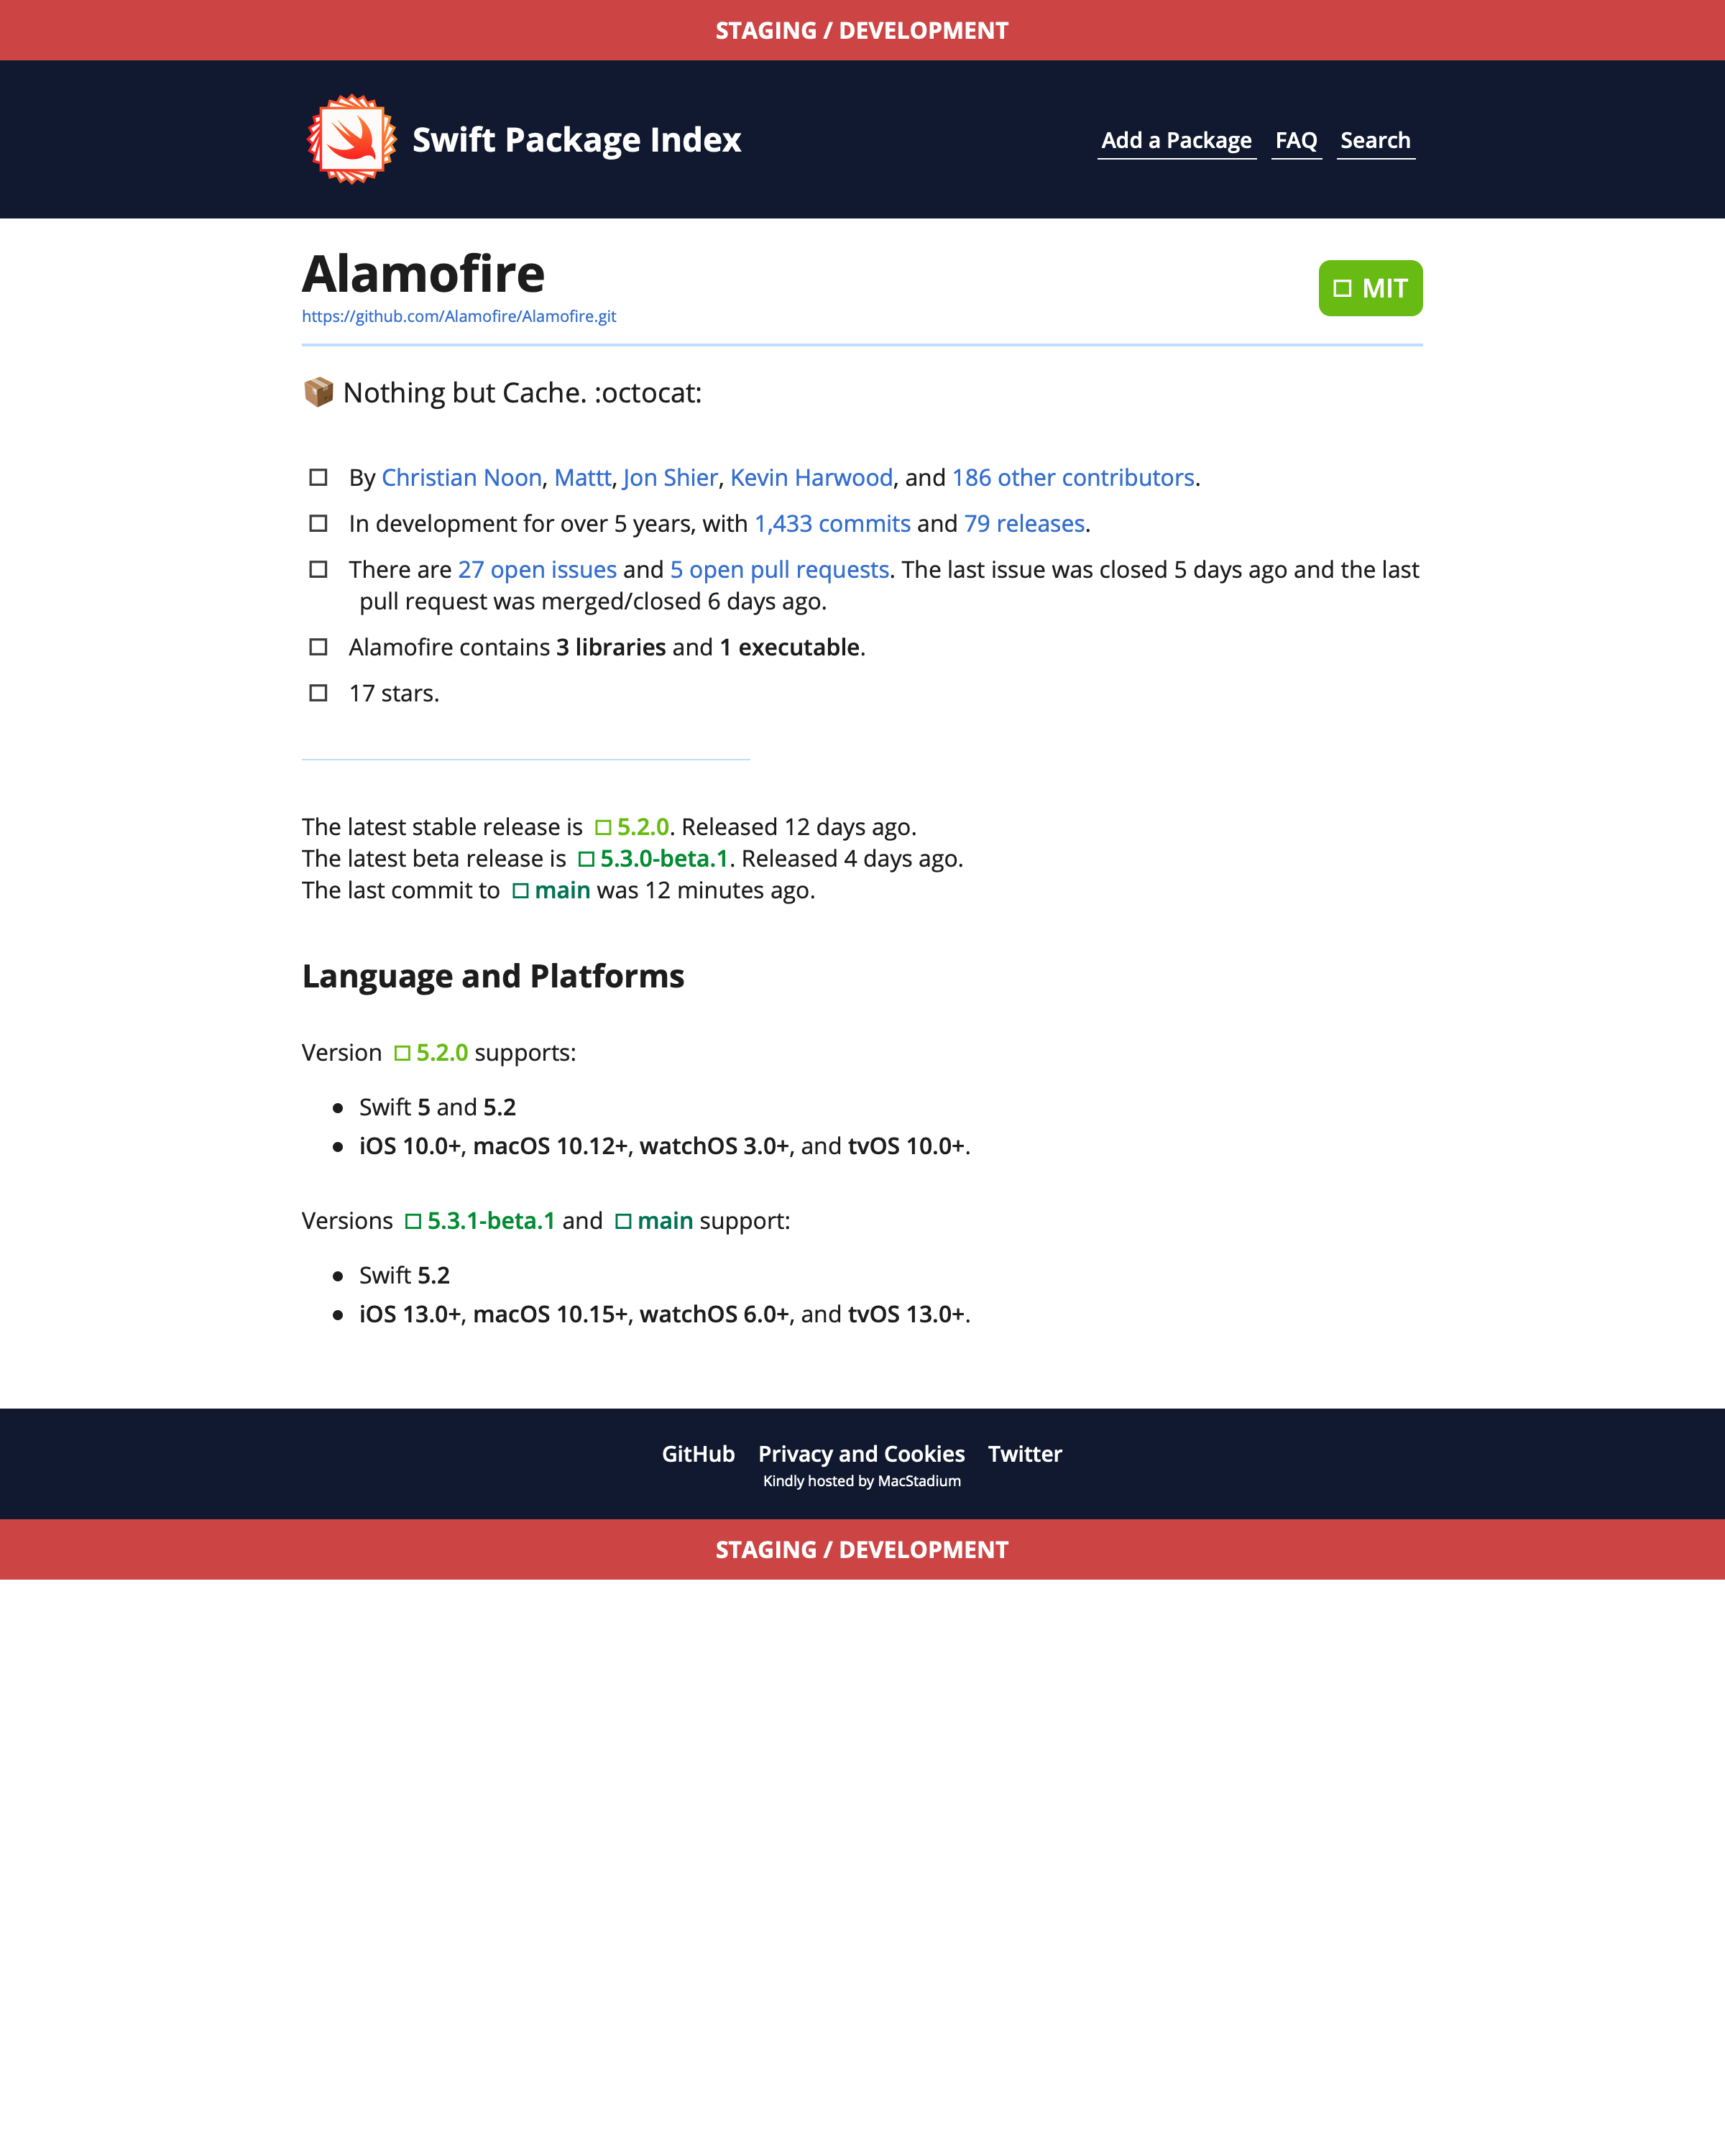 STAGING / DEVELOPMENT
Swift Package Index
Add a Package FAQ Search
Alamofire
MIT
https://github.com/Alamofire/Alamofire.git
📦 Nothing but Cache. :octocat:
By Christian Noon, Mattt, Jon Shier, Kevin Harwood, and 186 other contributors.
In development for over 5 years, with 1,433 commits and 79 releases.
There are 27 open issues and 5 open pull requests. The last issue was closed 5 days ago and the last
pull request was merged/closed 6 days ago.
Alamofire contains 3 libraries and 1 executable.
17 stars.
The latest stable release is 5.2.0. Released 12 days ago.
The latest beta release is 5.3.0-beta.1. Released 4 days ago.
The last commit to main was 12 minutes ago.
Language and Platforms
Version 5.2.0 supports:
• Swift 5 and 5.2
• iOS 10.0+, macOS 10.12+, watchOS 3.0+, and tvOS 10.0+.
Versions 5.3.1-beta.1 and main support:
• Swift 5.2
• iOS 13.0+, macOS 10.15+, watchOS 6.0+, and tvOS 13.0+.
GitHub Privacy and Cookies Twitter
Kindly hosted by MacStadium
STAGING / DEVELOPMENT